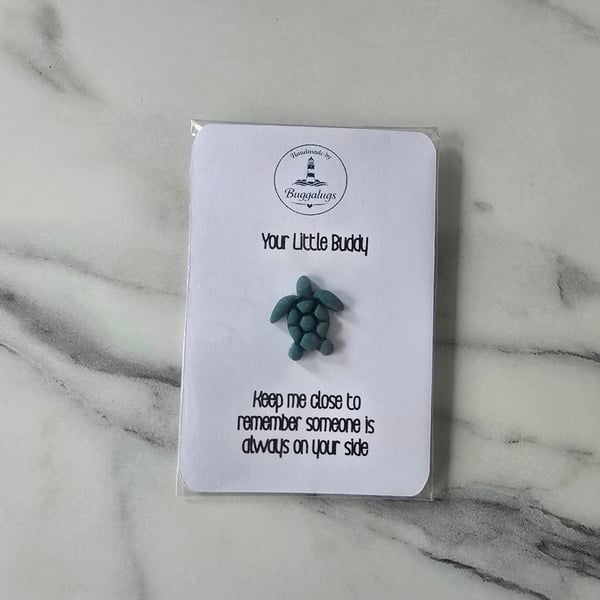 Handmade by
Buggalugs
Your Little Buddy
Keep me close to
remember someone is
always on your side